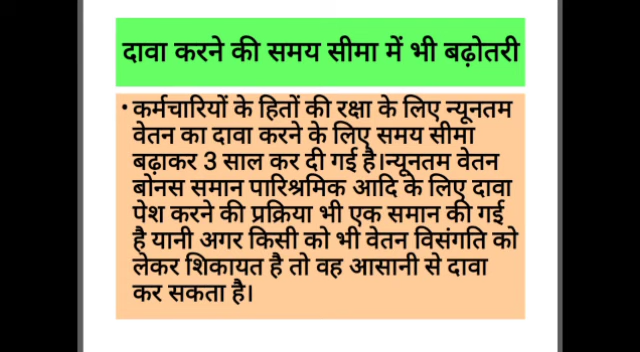 दावा करने की समय सीमा में भी बढ़ोतरी
• कर्मचारियों के हितों की रक्षा के लिए न्यूनतम
वेतन का दावा करने के लिए समय सीमा
बढ़ाकर 3 साल कर दी गई है।न्यूनतम वेतन
बोनस समान पारिश्रमिक आदि के लिए दावा
पेश करने की प्रक्रिया भी एक समान की गई
है यानी अगर किसी को भी वेतन विसंगति को
लेकर शिकायत है तो वह आसानी से दावा
कर सकता है।